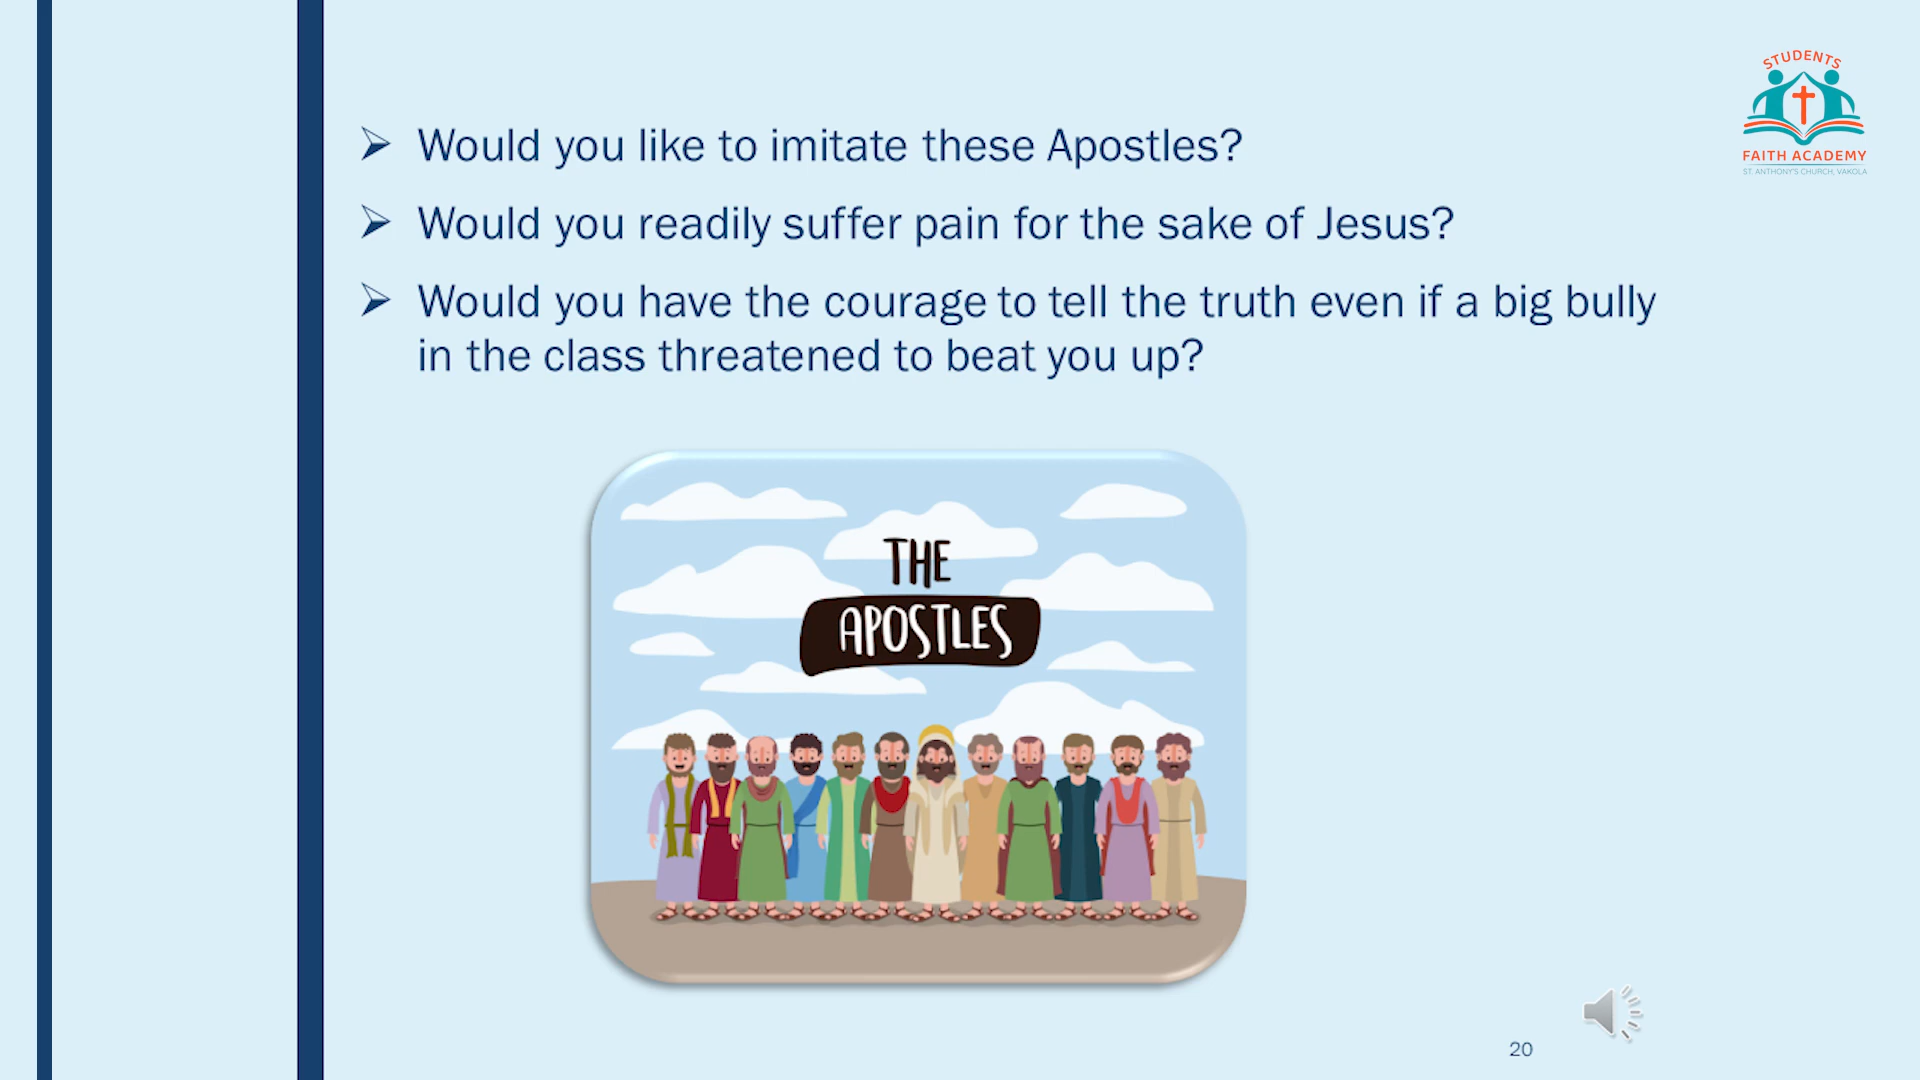 STUDENTS
FAITH ACADEMY
ST. ANTHONY'S CHURCH, VAKOLA
Would you like to imitate these Apostles?
Would you readily suffer pain for the sake of Jesus?
Would you have the courage to tell the truth even if a big bully
in the class threatened to beat you up?
THE
APOSTLES
20